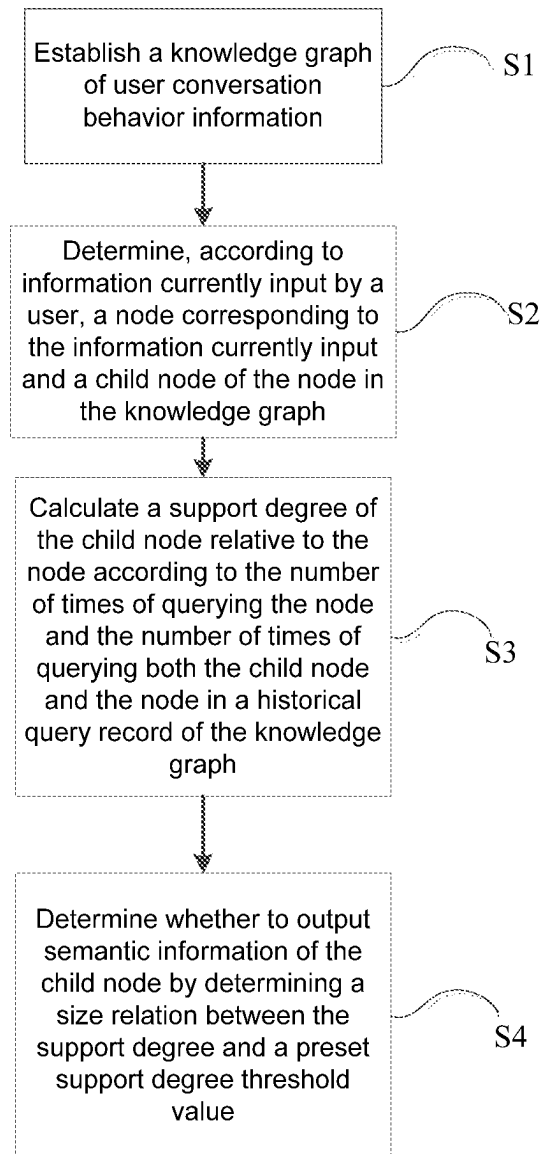 Establish a knowledge graph
of user conversation
behavior information
S1
Determine, according to
information currently input by a
user, a node corresponding to
the information currently input
and a child node of the node in
the knowledge graph
S2
Calculate a support degree of
the child node relative to the
node according to the number
of times of querying the node
and the number of times of
querying both the child node
and the node in a historical
query record of the knowledge
graph
S3
Determine whether to output
semantic information of the
child node by determining a
size relation between the
support degree and a preset
support degree threshold
value
S4